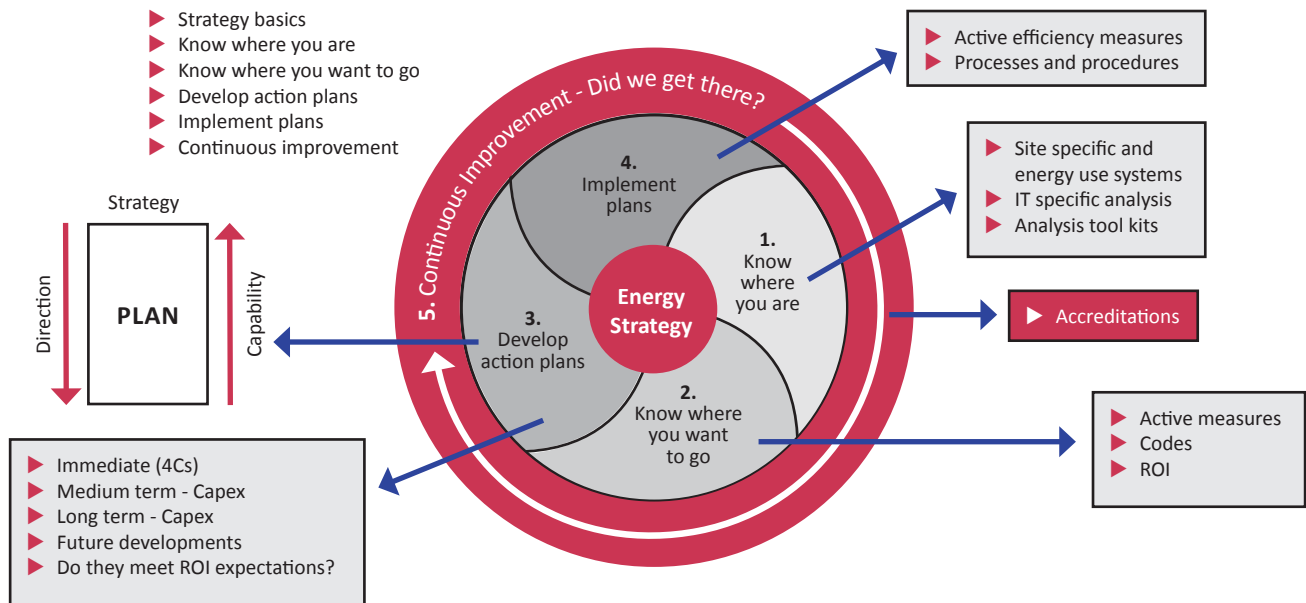 Strategy basics
Know where you are
Know where you want to go
Develop action plans
Implement plans
Continuous improvement
Strategy
Direction
PLAN
Capability
5. Continuous Improvement - Did we get there?
4.
Implement
plans
1.
Know
where
you are
Energy
Strategy
3.
Develop
action plans
2.
Know where
you want
to go
Active efficiency measures
Processes and procedures
Site specific and
energy use systems
IT specific analysis
Analysis tool kits
Accreditations
Active measures
Codes
ROI
Immediate (4Cs)
Medium term - Capex
Long term - Capex
Future developments
Do they meet ROI expectations?